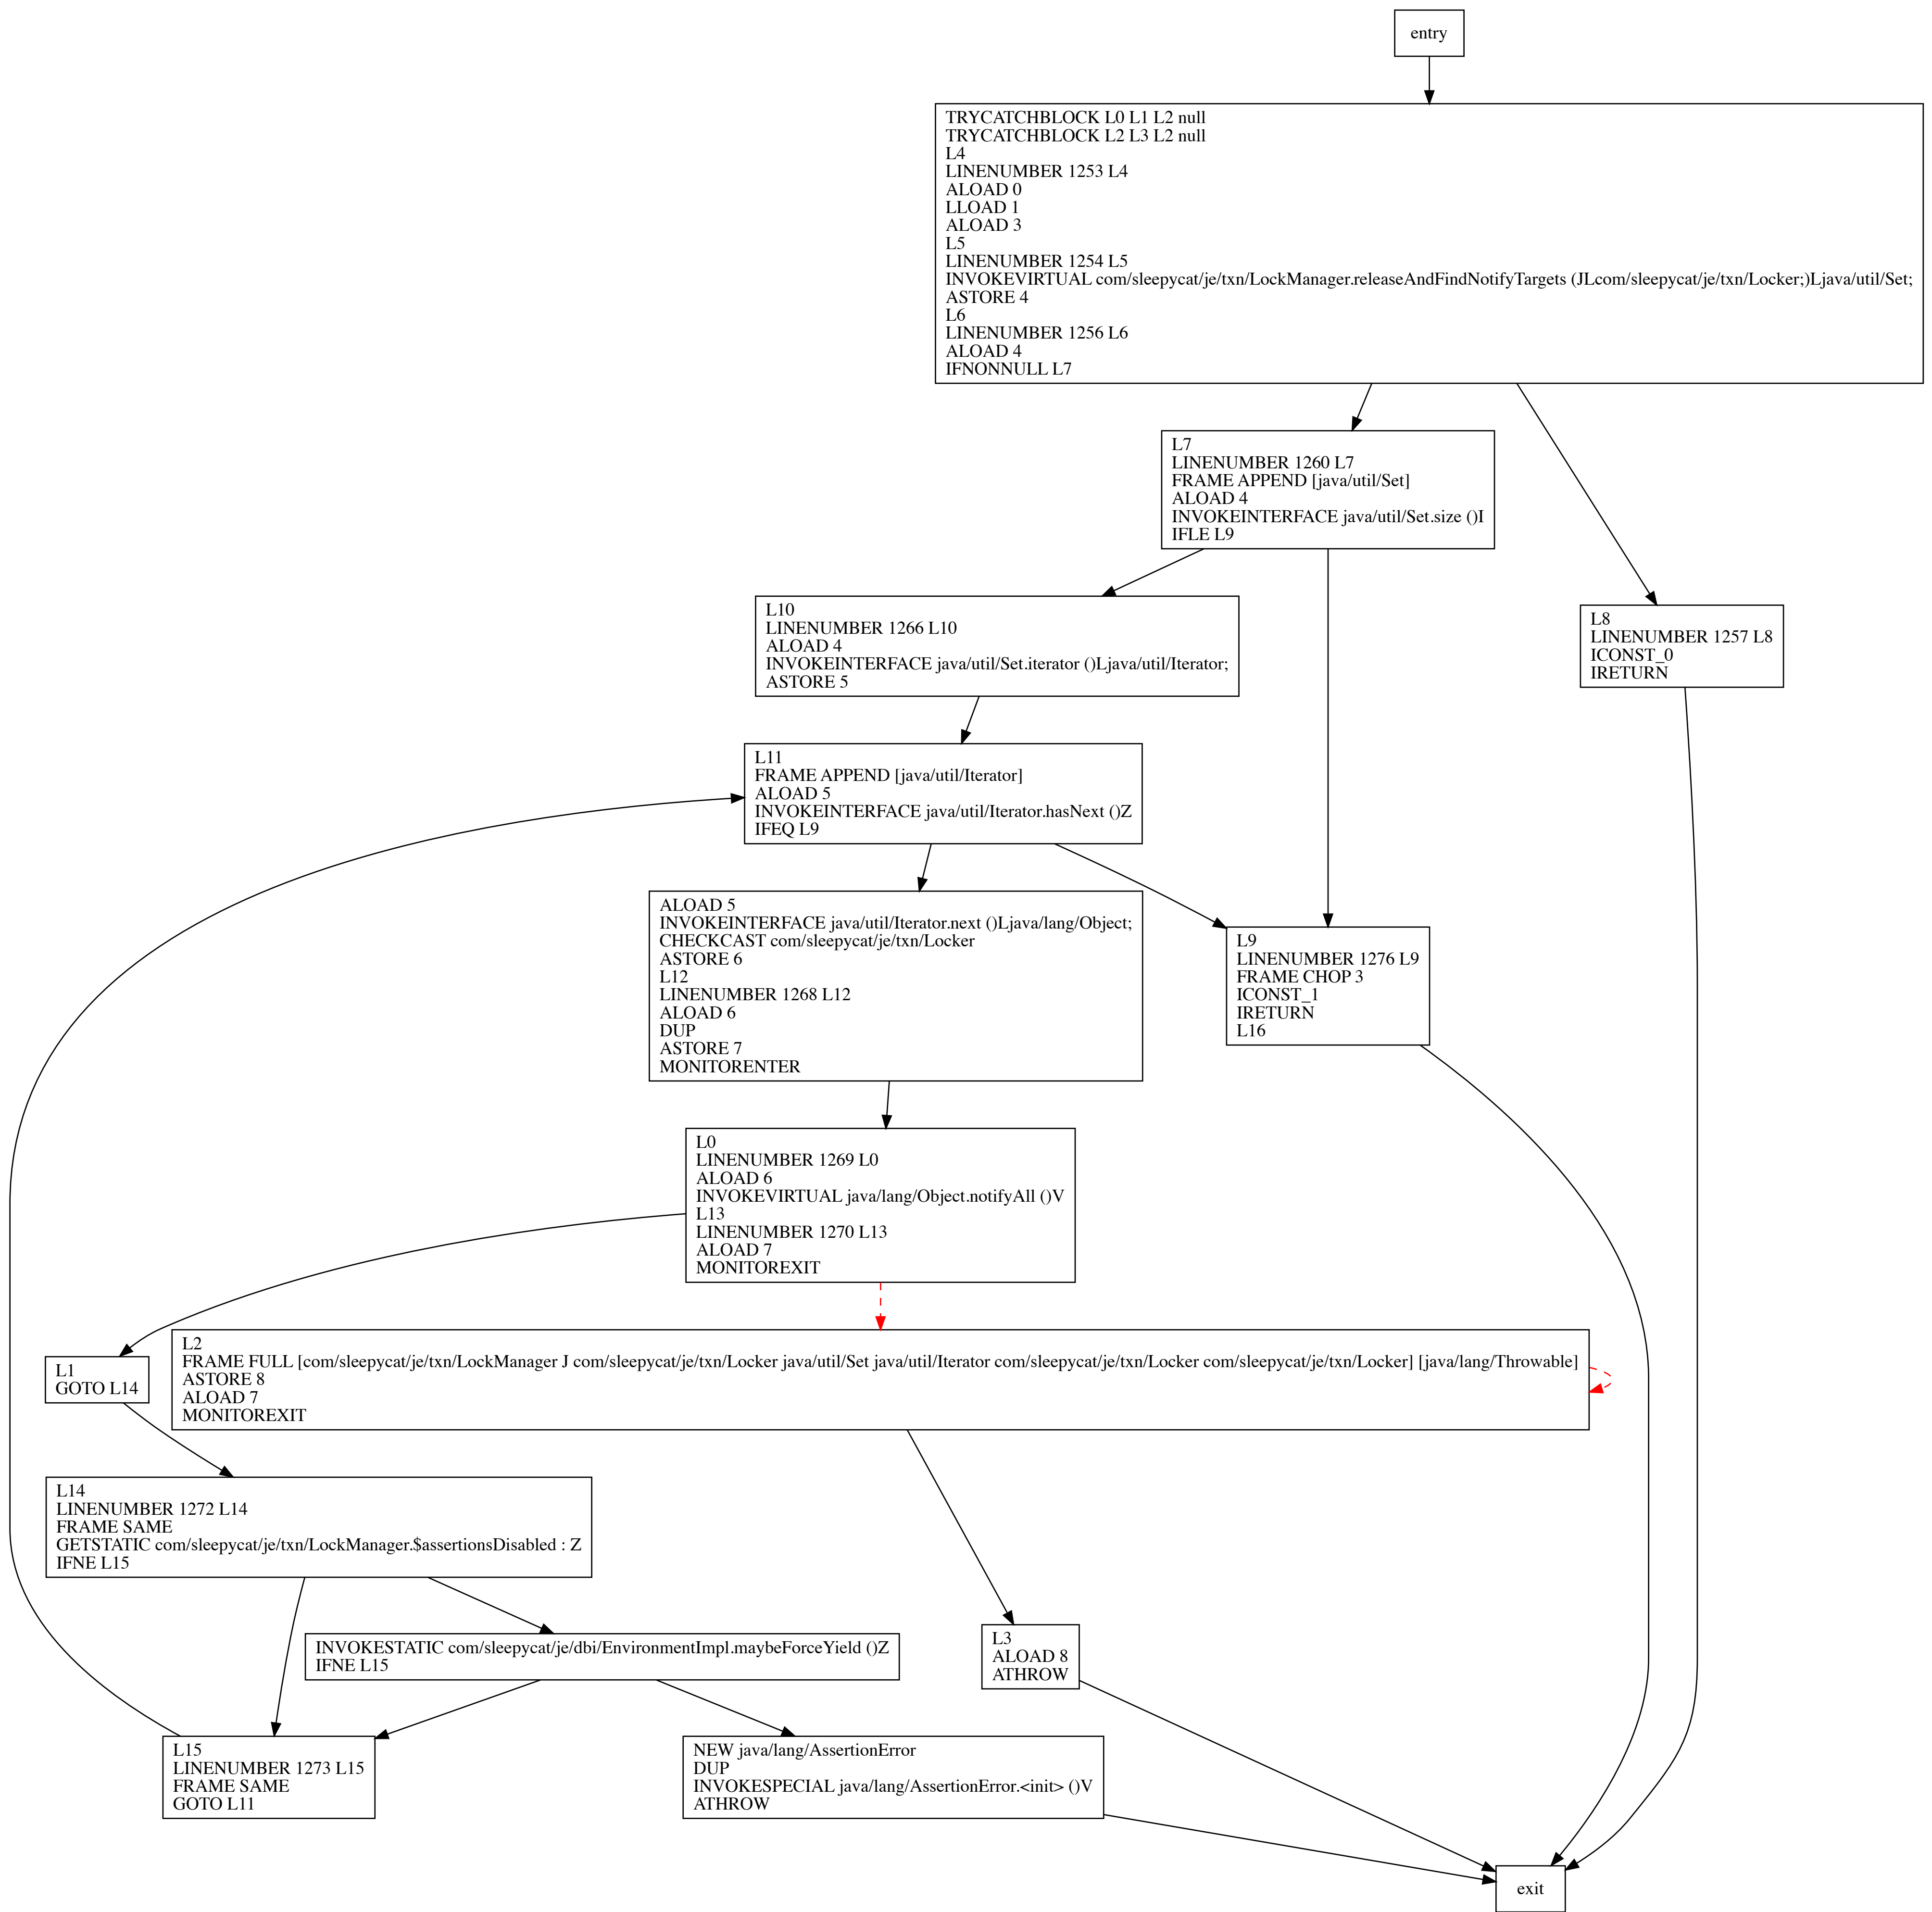 entry
TRYCATCHBLOCK L0 L1 L2 null
TRYCATCHBLOCK L2 L3 L2 null
L4
LINENUMBER 1253 L4
ALOAD 0
LLOAD 1
ALOAD 3
L5
LINENUMBER 1254 L5
INVOKEVIRTUAL com/sleepycat/je/txn/LockManager.releaseAndFindNotifyTargets (JLcom/sleepycat/je/txn/Locker;)Ljava/util/Set;
ASTORE 4
L6
LINENUMBER 1256 L6
ALOAD 4
IFNONNULL L7
L7
LINENUMBER 1260 L7
FRAME APPEND [java/util/Set]
ALOAD 4
INVOKEINTERFACE java/util/Set.size ()I
IFLE L9
L10
LINENUMBER 1266 L10
ALOAD 4
INVOKEINTERFACE java/util/Set.iterator ()Ljava/util/Iterator;
ASTORE 5
L8
LINENUMBER 1257 L8
ICONST_0
IRETURN
L11
FRAME APPEND [java/util/Iterator]
ALOAD 5
INVOKEINTERFACE java/util/Iterator.hasNext ()Z
IFEQ L9
ALOAD 5
INVOKEINTERFACE java/util/Iterator.next ()Ljava/lang/Object;
CHECKCAST com/sleepycat/je/txn/Locker
ASTORE 6
L12
LINENUMBER 1268 L12
ALOAD 6
DUP
ASTORE 7
MONITORENTER
L9
LINENUMBER 1276 L9
FRAME CHOP 3
ICONST_1
IRETURN
L16
L0
LINENUMBER 1269 L0
ALOAD 6
INVOKEVIRTUAL java/lang/Object.notifyAll ()V
L13
LINENUMBER 1270 L13
ALOAD 7
MONITOREXIT
L1
GOTO L14
L2
FRAME FULL [com/sleepycat/je/txn/LockManager J com/sleepycat/je/txn/Locker java/util/Set java/util/Iterator com/sleepycat/je/txn/Locker com/sleepycat/je/txn/Locker] [java/lang/Throwable]
ASTORE 8
ALOAD 7
MONITOREXIT
L14
LINENUMBER 1272 L14
FRAME SAME
GETSTATIC com/sleepycat/je/txn/LockManager.$assertionsDisabled : Z
IFNE L15
INVOKESTATIC com/sleepycat/je/dbi/EnvironmentImpl.maybeForceYield ()Z
IFNE L15
L3
ALOAD 8
ATHROW
L15
LINENUMBER 1273 L15
FRAME SAME
GOTO L11
NEW java/lang/AssertionError
DUP
INVOKESPECIAL java/lang/AssertionError.<init> ()V
ATHROW
exit